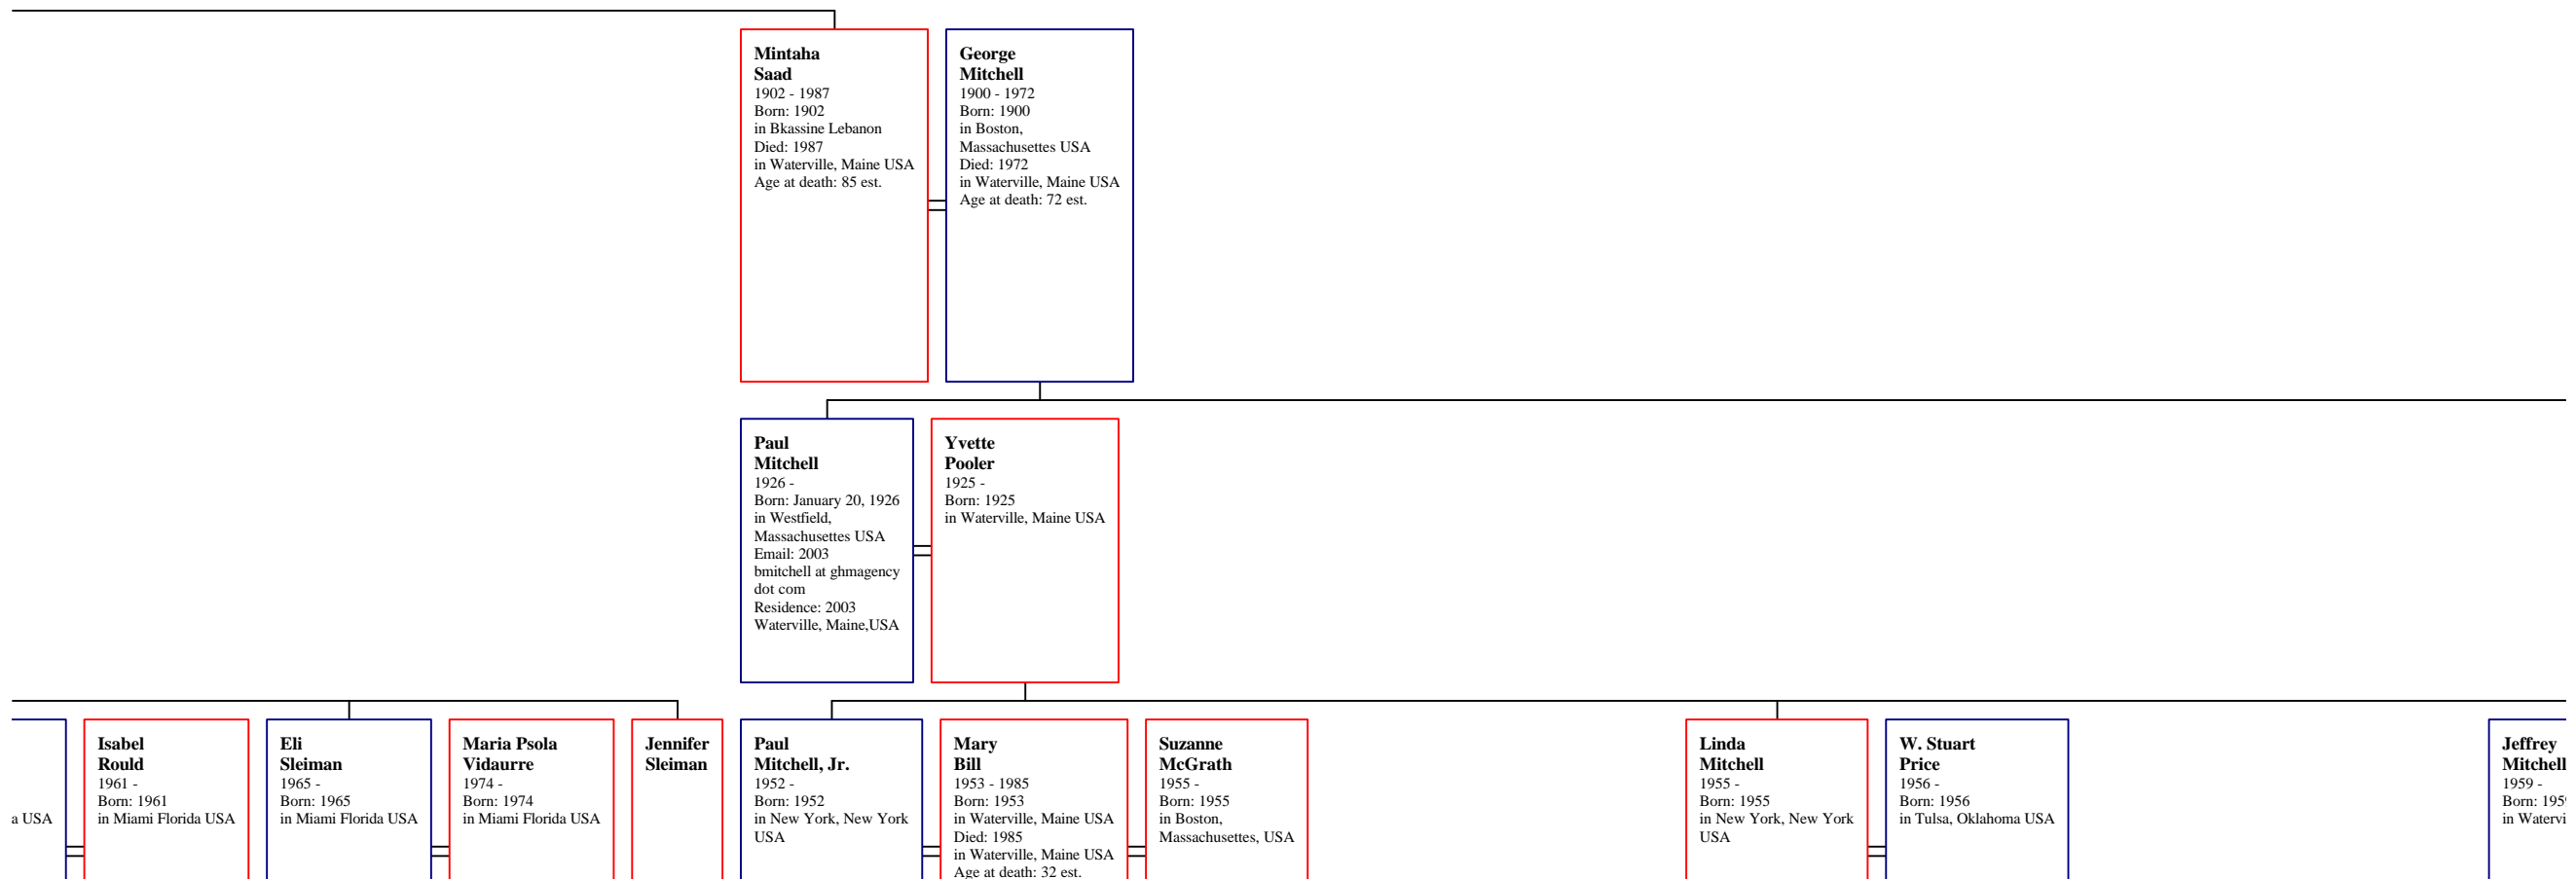 Mintaha
Saad
1902 - 1987
Born: 1902
in Bkassine Lebanon
Died: 1987
in Waterville, Maine USA
Age at death: 85 est.
George
Mitchell
1900 - 1972
Born: 1900
in Boston,
Massachusettes USA
Died: 1972
in Waterville, Maine USA
Age at death: 72 est.
Paul
Mitchell
1926 -
Born: January 20, 1926
in Westfield,
Massachusettes USA
Email: 2003
bmitchell at ghmagency
dot com
Residence: 2003
Waterville, Maine,USA
Yvette
Pooler
1925 -
Born: 1925
in Waterville, Maine USA
a USA
Isabel
Rould
1961 -
Born: 1961
in Miami Florida USA
Eli
Sleiman
1965 -
Born: 1965
in Miami Florida USA
Maria Psola
Vidaurre
1974 -
Born: 1974
in Miami Florida USA
Jennifer
Sleiman
Paul
Mitchell, Jr.
1952 -
Born: 1952
in New York, New York
USA
Mary
Bill
1953 - 1985
Born: 1953
in Waterville, Maine USA
Died: 1985
in Waterville, Maine USA
Age at death: 32 est.
Suzanne
McGrath
1955 -
Born: 1955
in Boston,
Massachusettes, USA
Linda
Mitchell
1955 -
Born: 1955
in New York, New York
USA
W. Stuart
Price
1956 -
Born: 1956
in Tulsa, Oklahoma USA
Jeffrey
Mitchell
1959 -
Born:
in